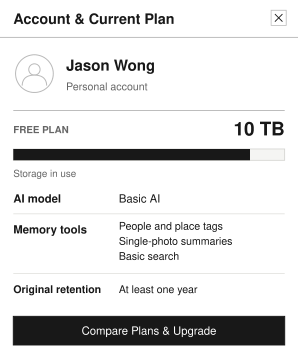 Account & Current Plan
Jason Wong
Personal account
FREE PLAN
10 TB
Storage in use
AI model
Basic AI
Memory tools
People and place tags
Single-photo summaries
Basic search
Original retention
At least one year
Compare Plans & Upgrade